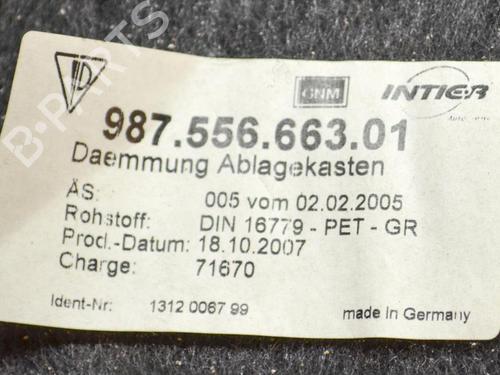 GNM INTIER
987.556.663.01
Daemmung Ablagekasten
ÄS: 005 vom 02.02.2005
Rohstoff: DIN 16779 - PET - GR
Prod.-Datum: 18.10.2007
Charge: 71670
Ident-Nr: 1312 0067 99 made in Germany
B-PARTS